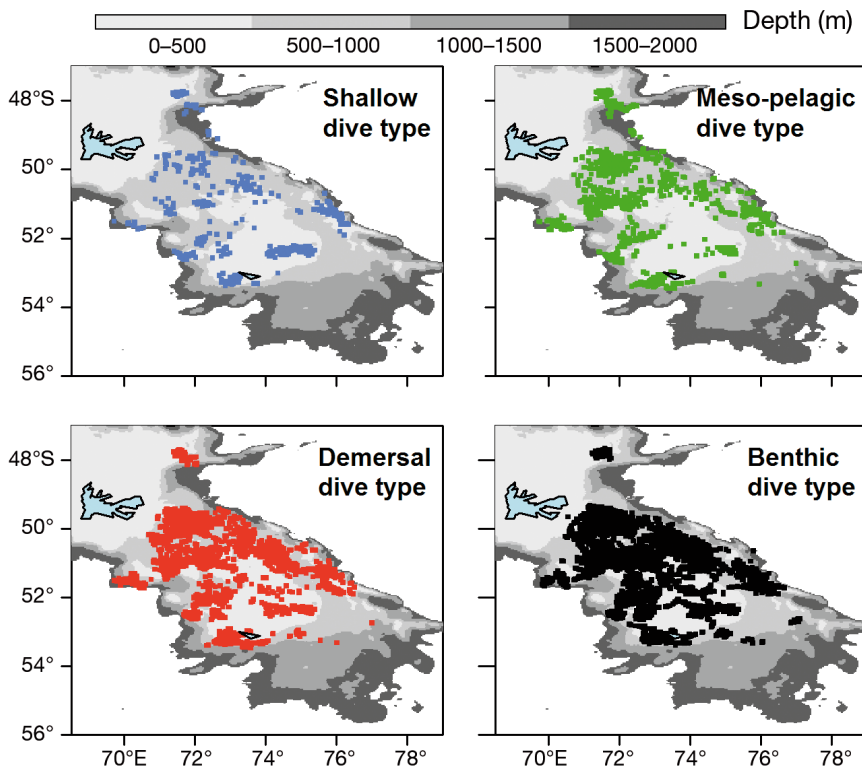 Depth (m)
0–500 500–1000 1000–1500 1500–2000
Shallow
dive type
Meso-pelagic
dive type
48°S
50°
52°
54°
56°
Demersal
dive type
Benthic
dive type
48°S
50°
52°
54°
56°
70°E 72° 74° 76° 78° 70°E 72° 74° 76° 78°